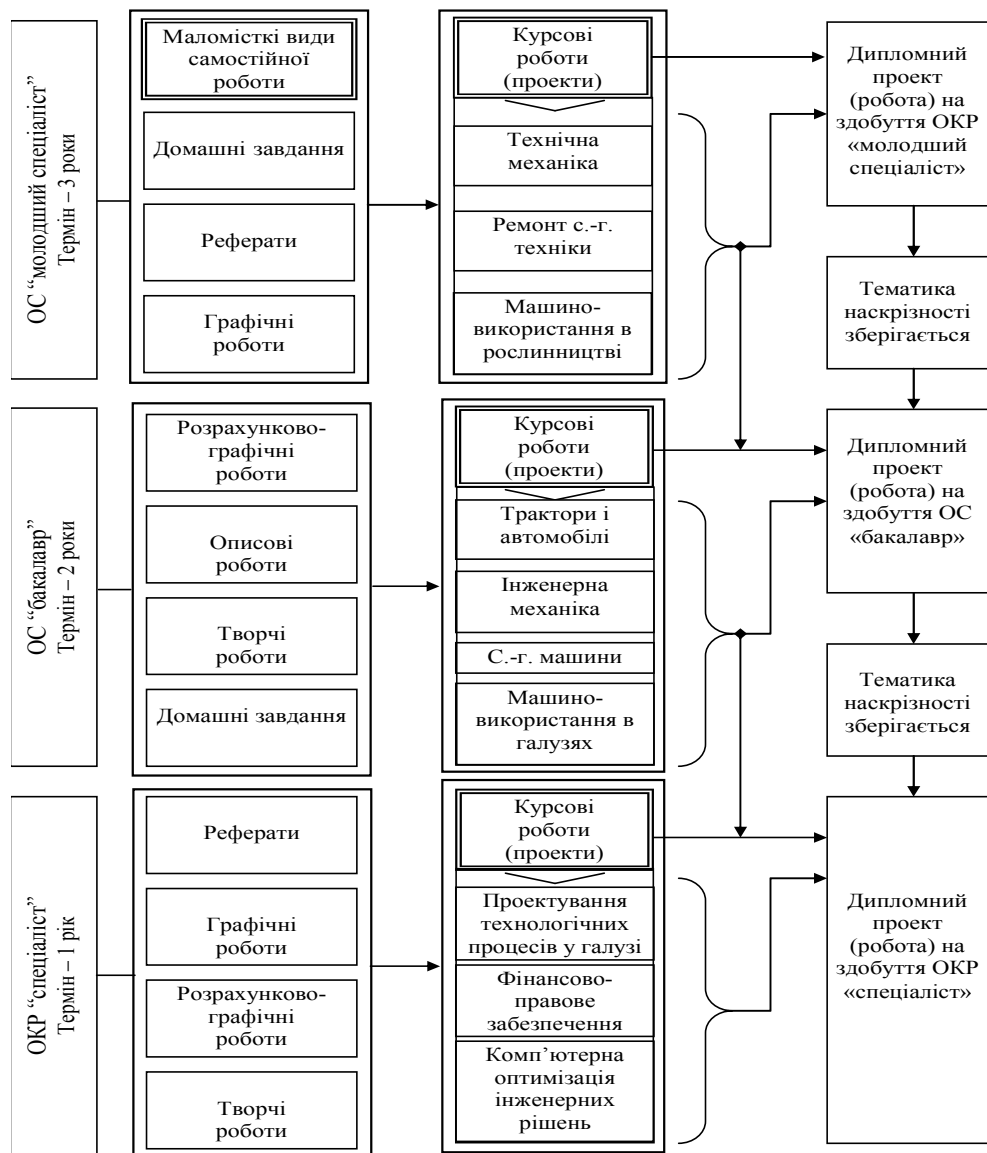 ОС “молодший спеціаліст”
Термін – 3 роки
Маломісткі види
самостійної
роботи
Домашні завдання
Реферати
Графічні
роботи
Курсові
роботи
(проекти)
Технічна
механіка
Ремонт с.-г.
техніки
Машино-
використання в
рослинництві
Дипломний
проект
(робота) на
здобуття ОКР
«молодший
спеціаліст»
Тематика
наскрізності
зберігається
ОС “бакалавр”
Термін – 2 роки
Розрахунково-
графічні
роботи
Описові
роботи
Творчі
роботи
Домашні завдання
Курсові
роботи
(проекти)
Трактори і
автомобілі
Інженерна
механіка
С.-г. машини
Машино-
використання в
галузях
Дипломний
проект
(робота) на
здобуття ОС
«бакалавр»
Тематика
наскрізності
зберігається
ОКР “спеціаліст”
Термін – 1 рік
Реферати
Графічні
роботи
Розрахунково-
графічні
роботи
Творчі
роботи
Курсові
роботи
(проекти)
Проектування
технологічних
процесів у галузі
Фінансово-
правове
забезпечення
Комп’ютерна
оптимізація
інженерних
рішень
Дипломний
проект
(робота) на
здобуття ОКР
«спеціаліст»